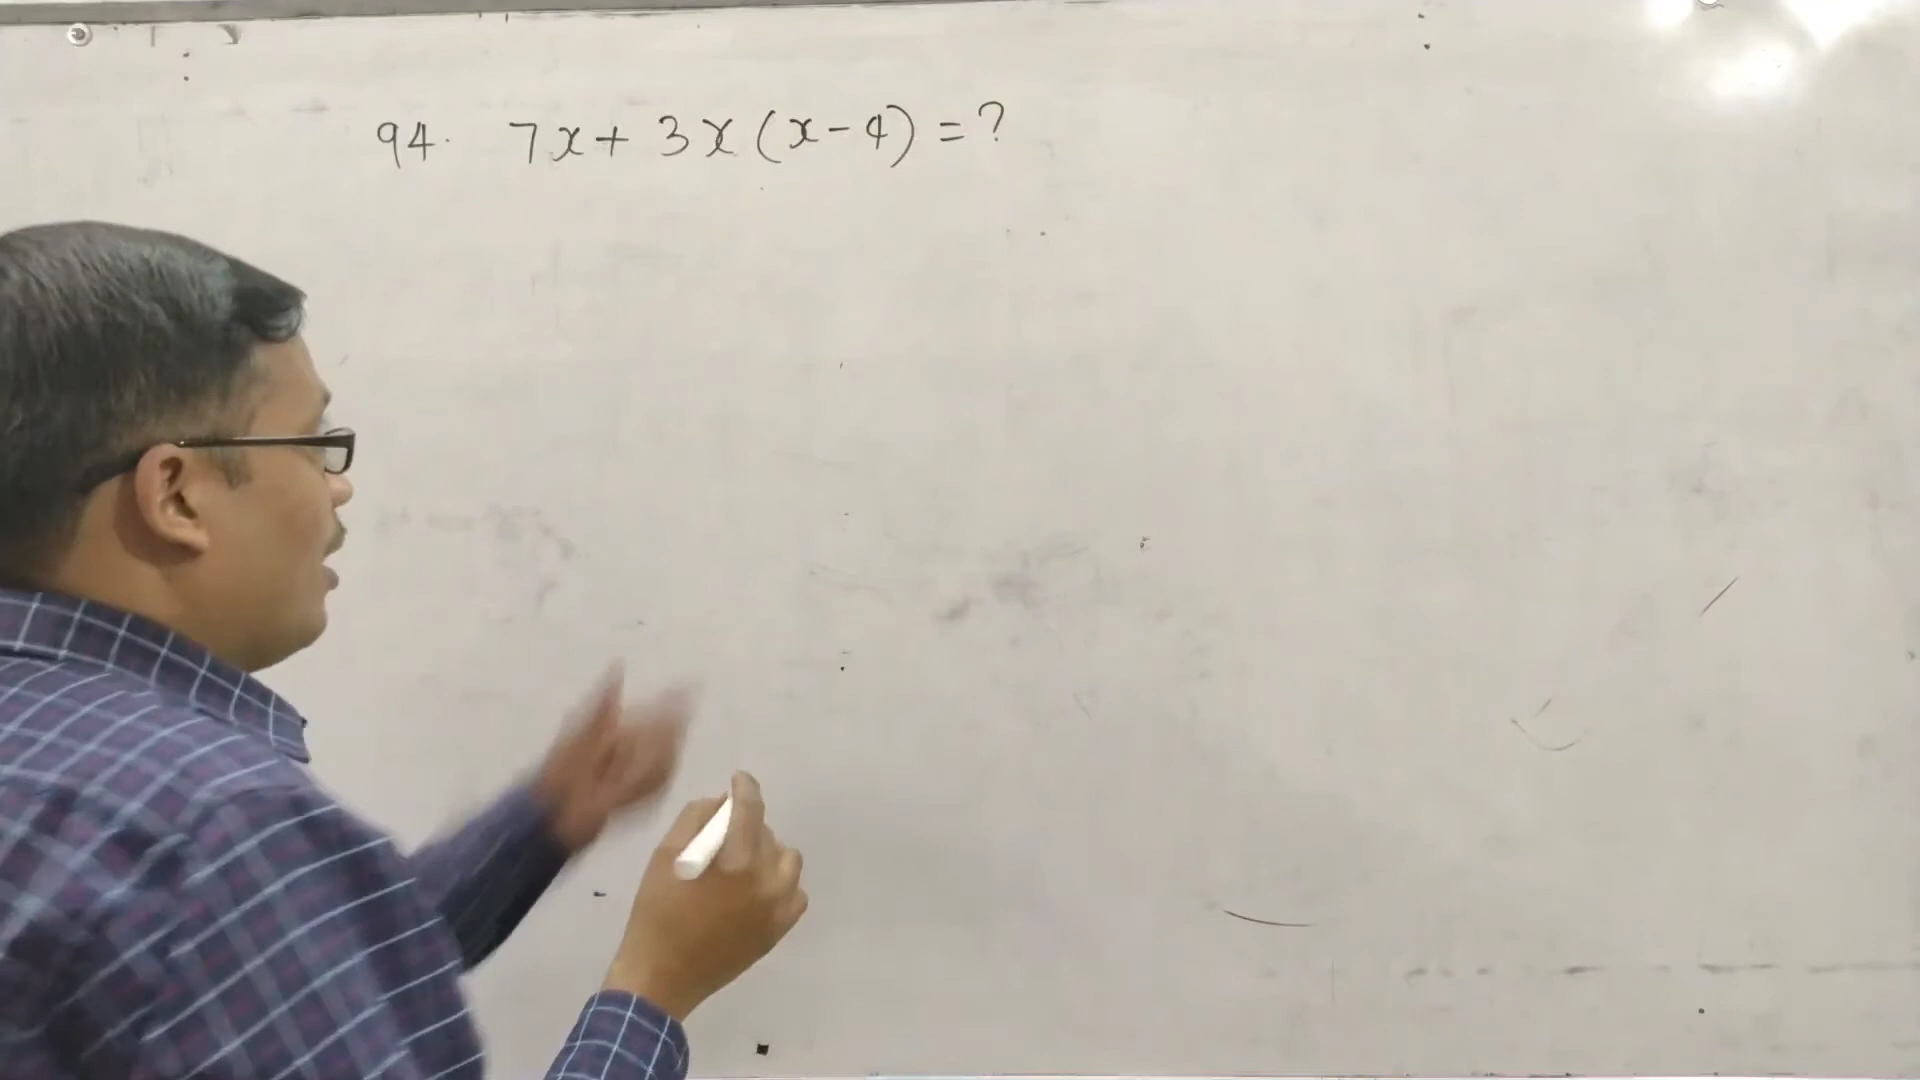 94. 7x + 3x (x - 4) = ?